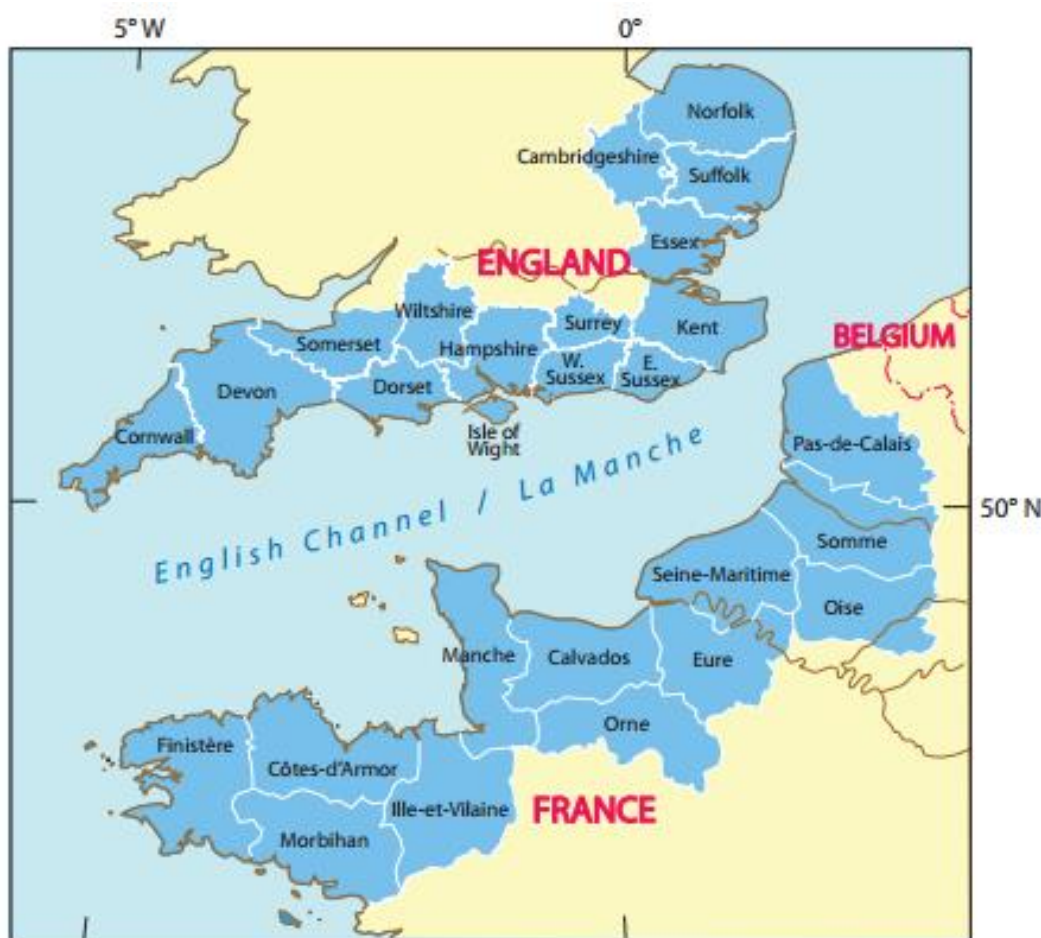 5° W
0°
Norfolk
Cambridgeshire
Suffolk
Essex
ENGLAND
Wiltshire
Surrey
Kent
Somerset
Hampshire
BELGIUM
W.
Sussex
E.
Sussex
Devon
Dorset
Isle of
Wight
Cornwall
Pas-de-Calais
English Channel / La Manche
50° N
Somme
Seine-Maritime
Oise
Manche
Calvados
Eure
Orne
Finistère
Côtes-d'Armor
Ille-et-Vilaine
FRANCE
Morbihan